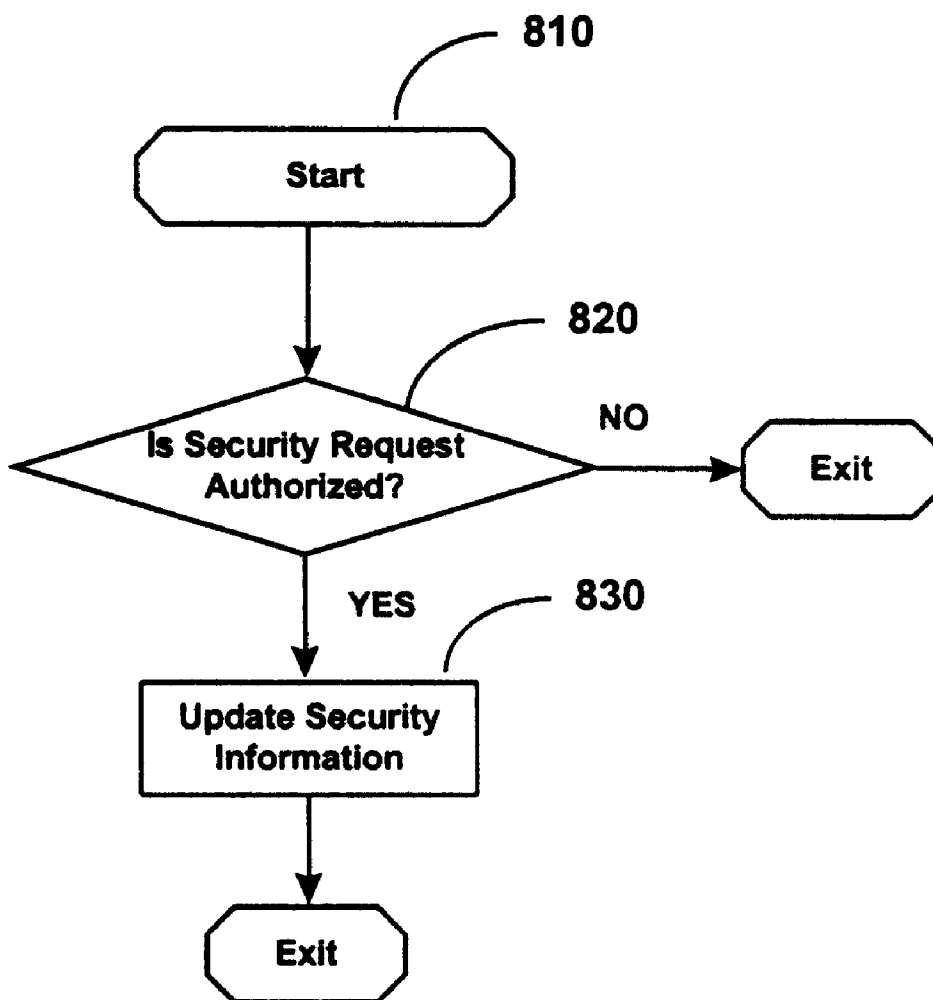 810
Start
820
Is Security Request
Authorized?
NO
Exit
YES
830
Update Security
Information
Exit